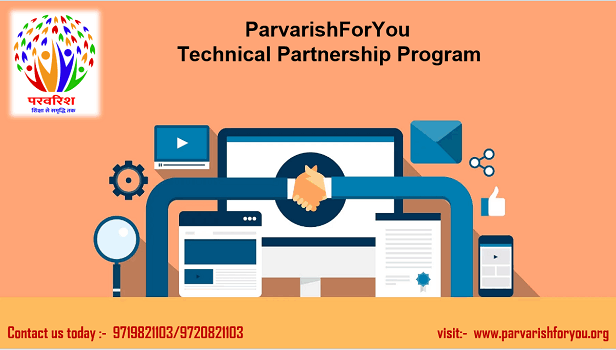 ParvarishForYou
Technical Partnership Program
परवरिश
शिक्षा से समृद्धि तक
Contact us today :-  9719821103/9720821103
visit:-  www.parvarishforyou.org